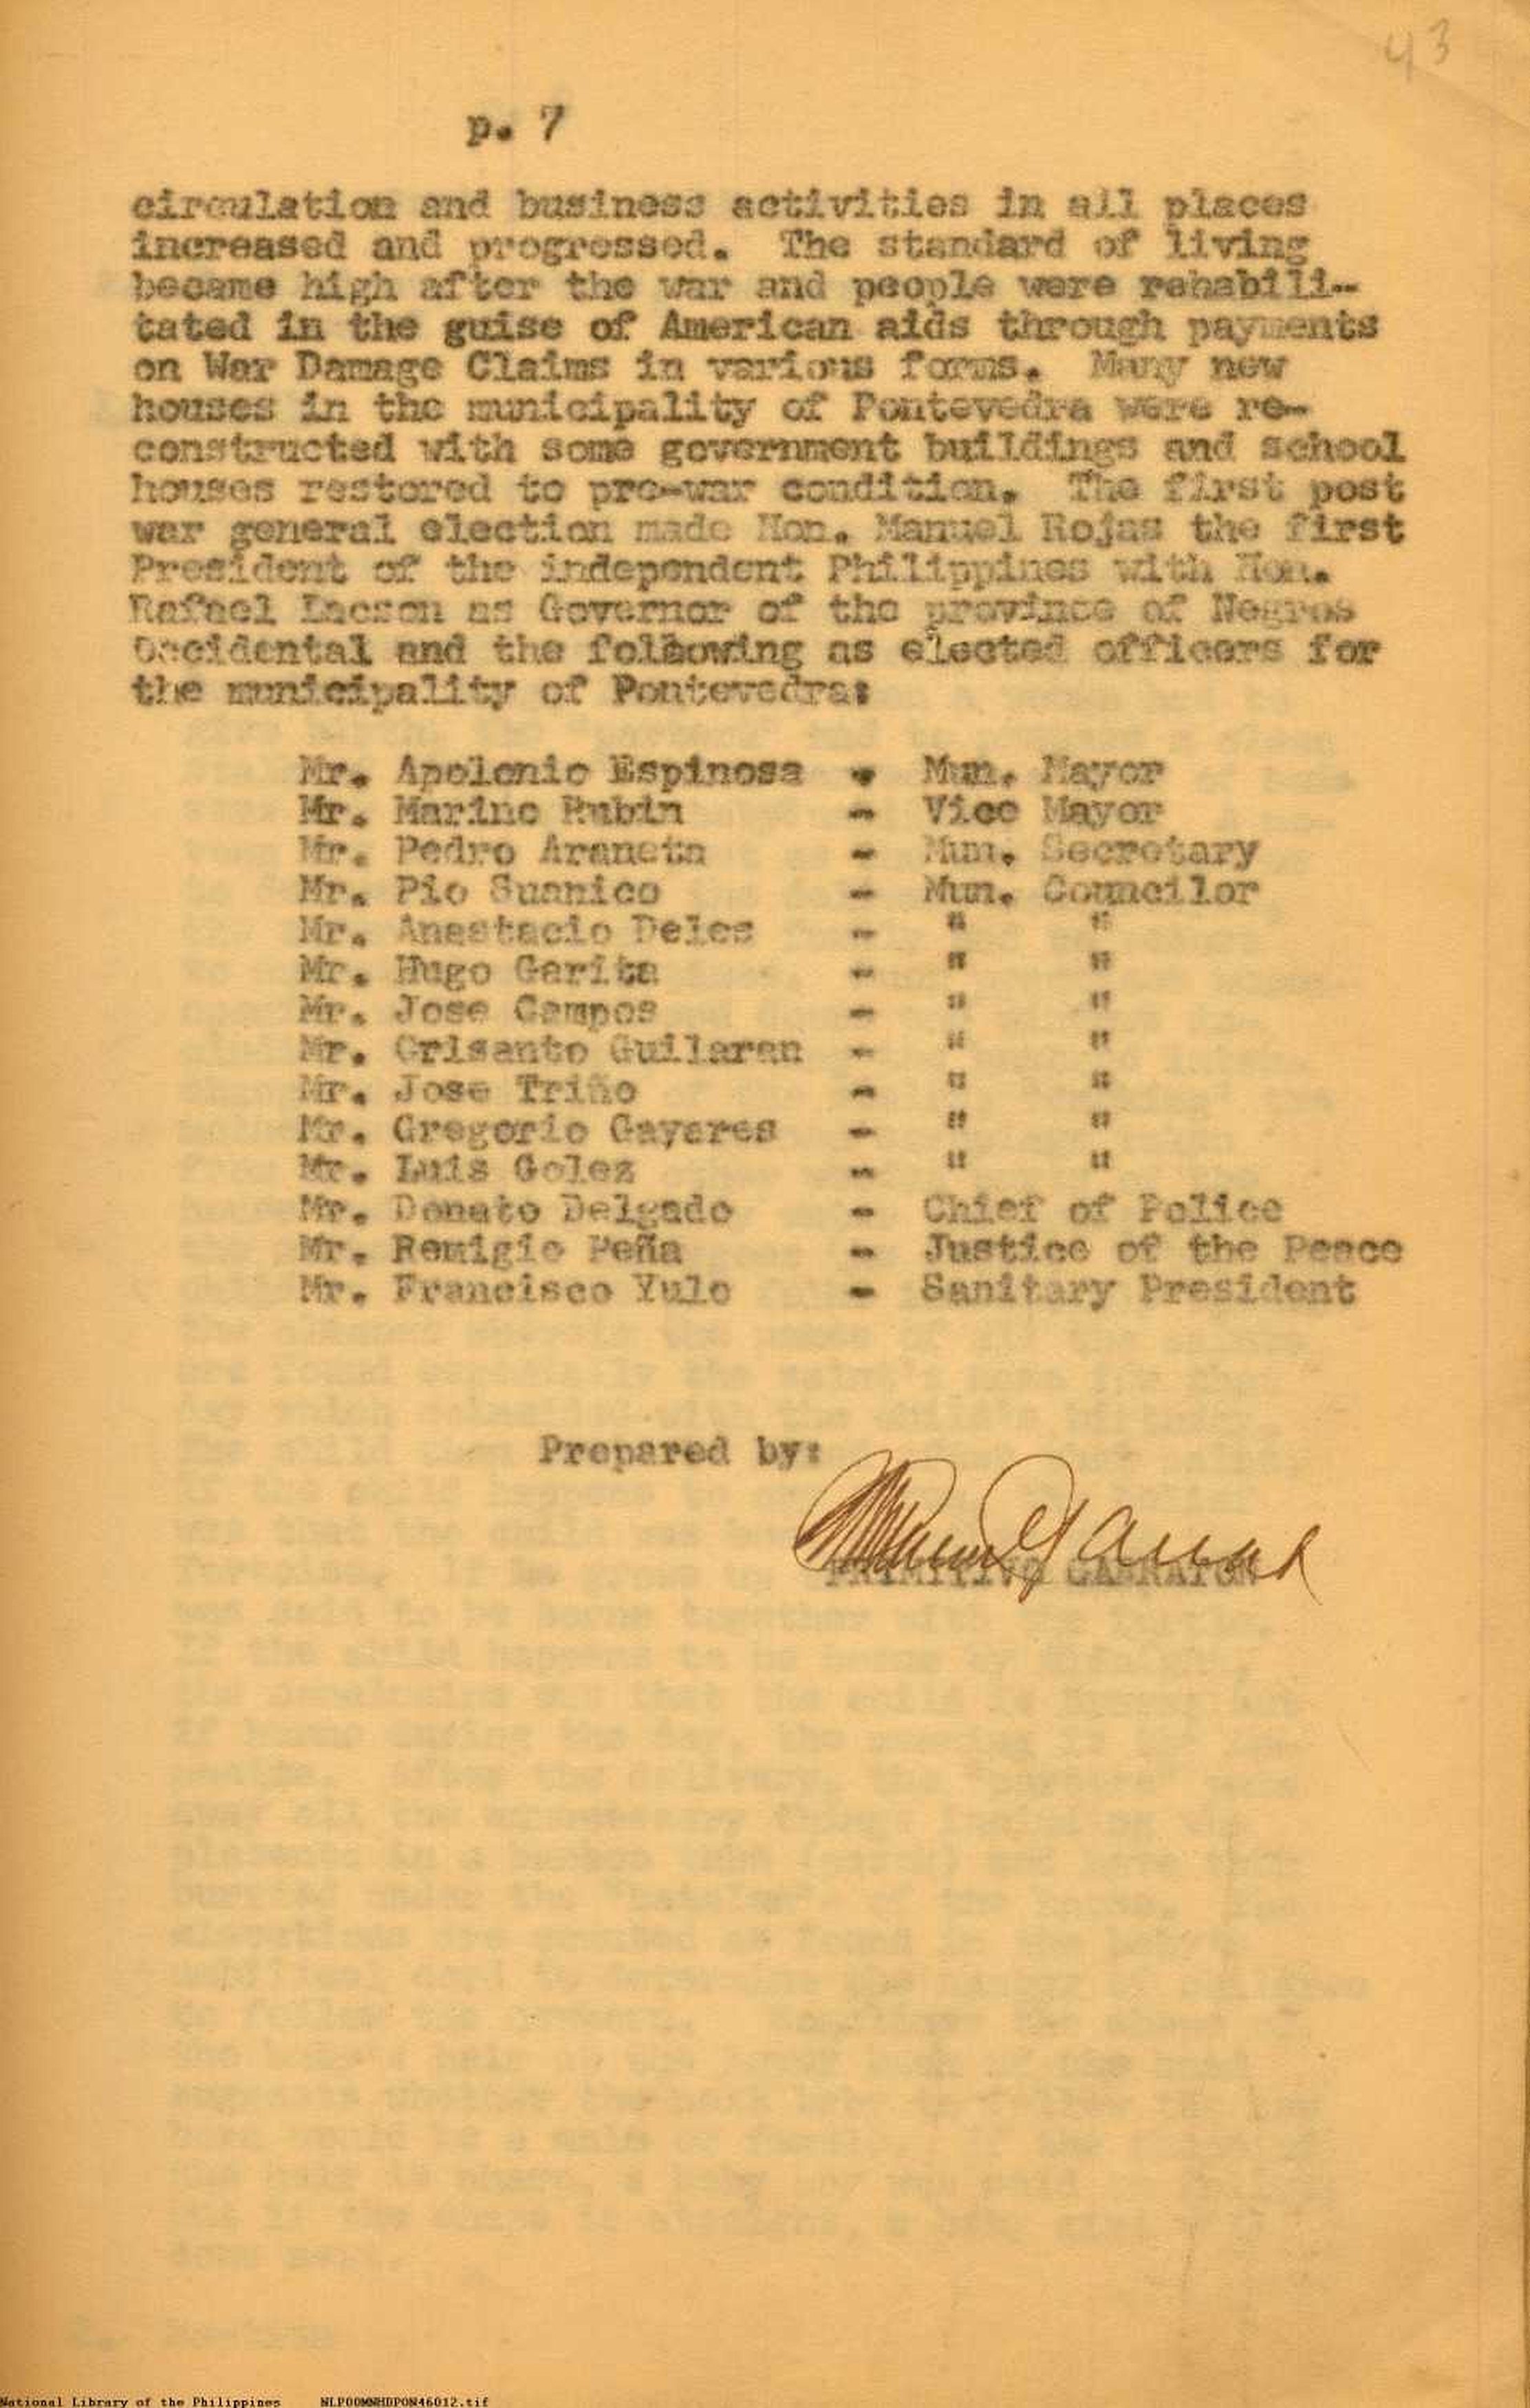 43
p. 7
circulation and business activities in all places
increased and progressed. The standard of living
became high after the war and people were rehabili-
tated in the guise of American aids through payments
on War Damage Claims in various forms. Many new
houses in the municipality of Pontevedra were re-
constructed with some government buildings and school
houses restored to pre-war condition. The first post
war general election made Hon. Manuel Rojas the first
President of the independent Philippines with Hon.
Rafael Lacson as Governor of the province of Negros
Occidental and the following as elected officers for
the municipality of Pontevedra:
Mr. Apolonio Espinosa - Mun. Mayor
Mr. Marino Rubin - Vice Mayor
Mr. Pedro Araneta - Mun. Secretary
Mr. Pio Suanico - Mun. Councilor
Mr. Anastacio Deles - " "
Mr. Hugo Garita - " "
Mr. Jose Campos - " "
Mr. Crisanto Guilaran - " "
Mr. Jose Triño - " "
Mr. Gregorio Gayares - " "
Mr. Luis Golez - " "
Mr. Donato Delgado - Chief of Police
Mr. Remigio Peña - Justice of the Peace
Mr. Francisco Yulo - Sanitary President
Prepared by:
PRIMITIVO
National Library of the Philippines NLP00MNHDPON46012.tif